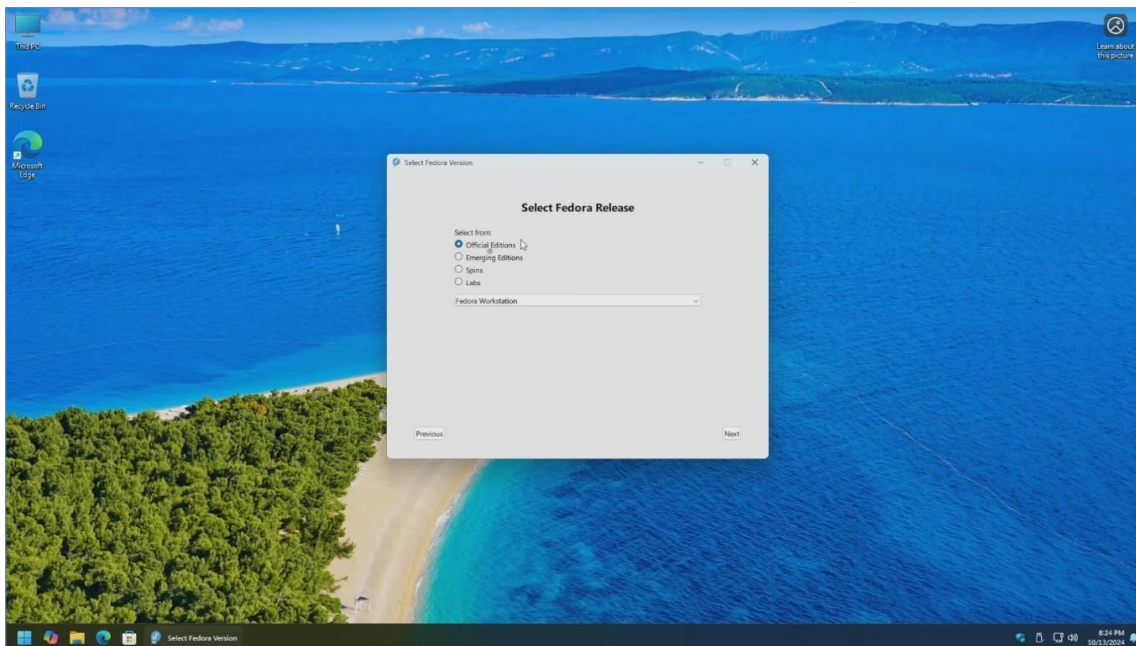 This PC
Recycle Bin
Microsoft
Edge
Learn about
this picture
Select Fedora Version
Select Fedora Release
Select from:
Official Editions
Emerging Editions
Spins
Labs
Fedora Workstation
Previous
Next
Select Fedora Version
8:24 PM
10/13/2024